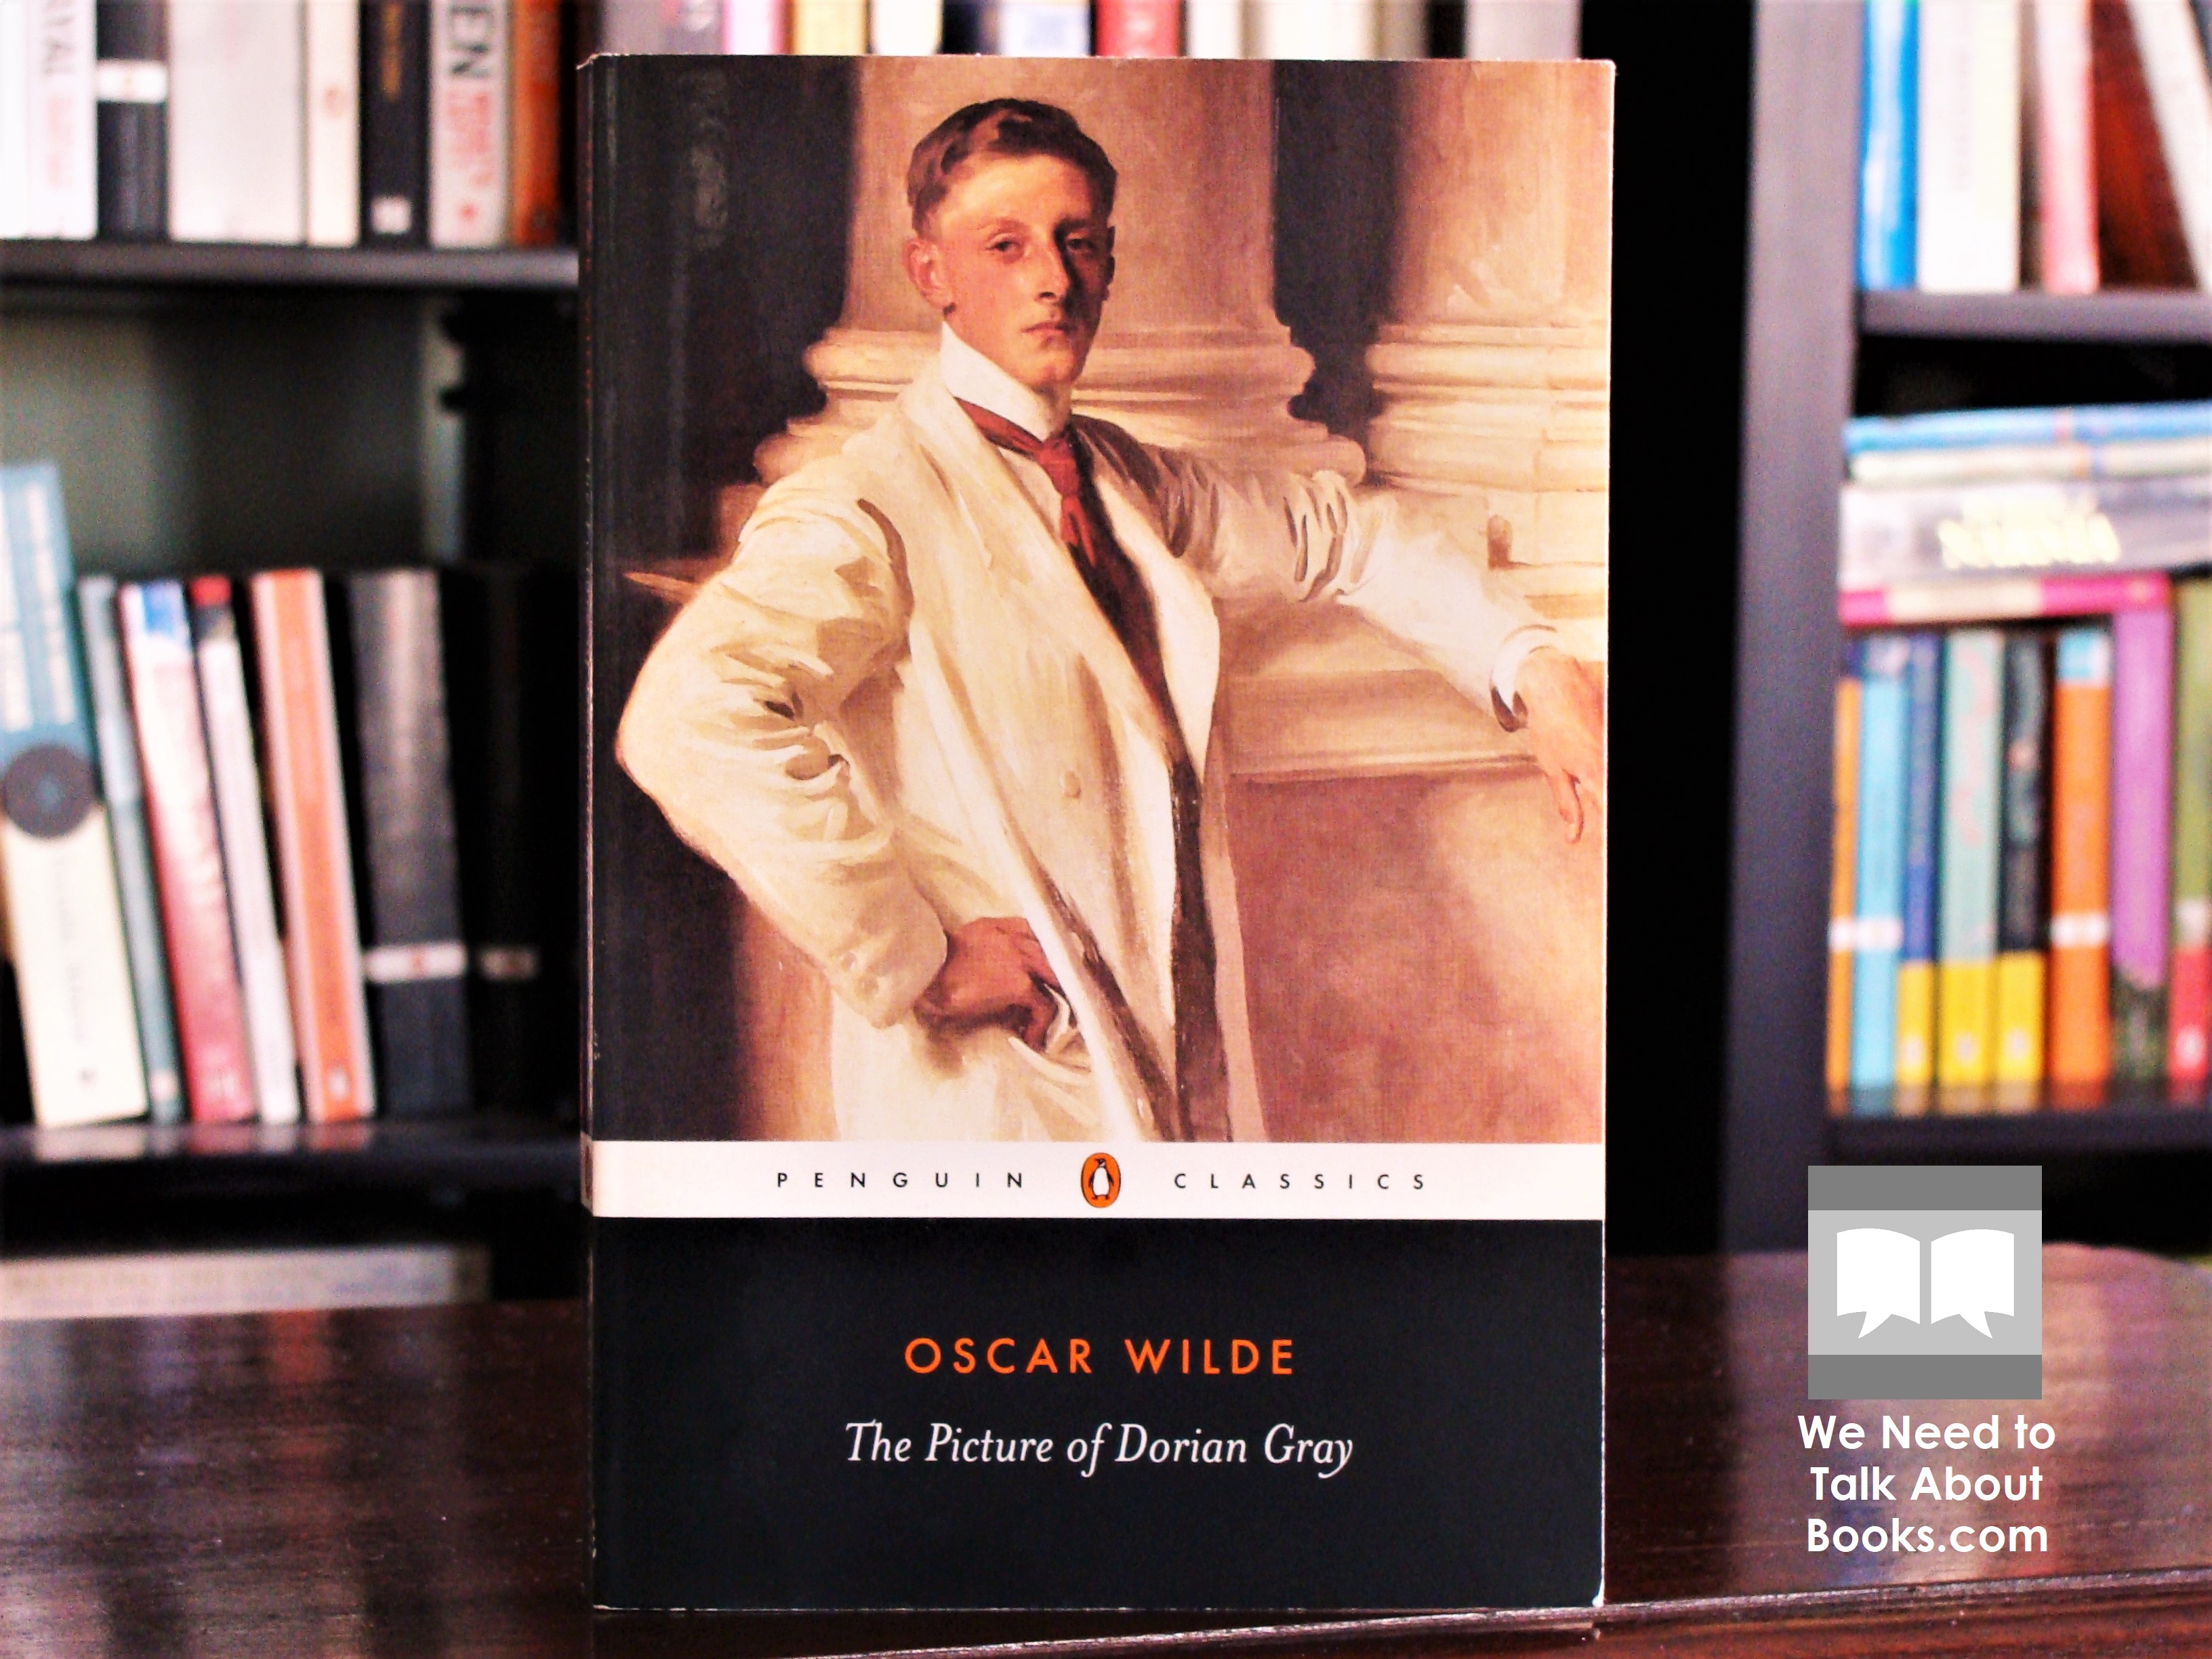 PENGUIN CLASSICS
OSCAR WILDE
The Picture of Dorian Gray
We Need to
Talk About
Books.com